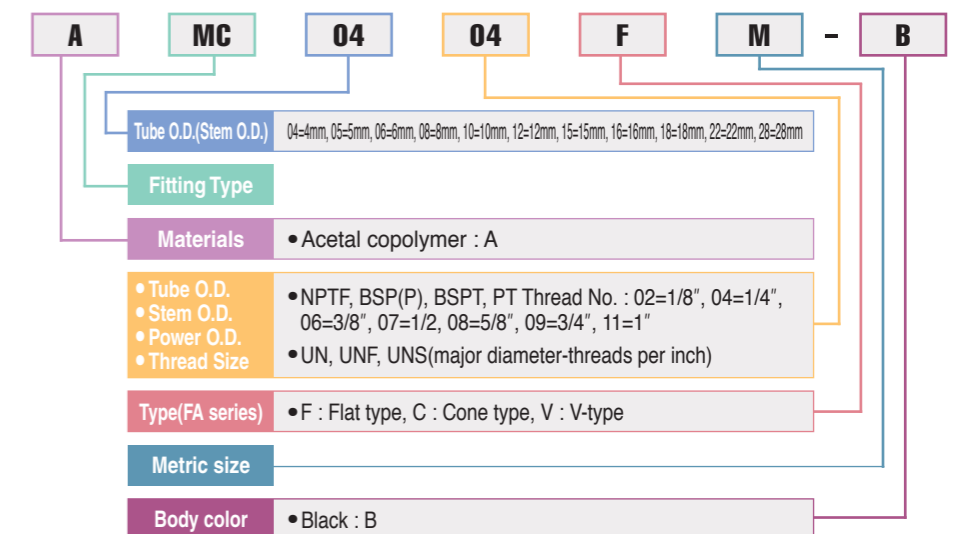 A MC 04 04 F M - B
Tube O.D.(Stem O.D.) 04=4mm, 05=5mm, 06=6mm, 08=8mm, 10=10mm, 12=12mm, 15=15mm, 16=16mm, 18=18mm, 22=22mm, 28=28mm
Fitting Type
Materials • Acetal copolymer : A
• Tube O.D.
• Stem O.D.
• Power O.D.
• Thread Size
• NPTF, BSP(P), BSPT, PT Thread No. : 02=1/8″, 04=1/4″,
06=3/8″, 07=1/2, 08=5/8″, 09=3/4″, 11=1″
• UN, UNF, UNS(major diameter-threads per inch)
Type(FA series) • F : Flat type, C : Cone type, V : V-type
Metric size
Body color • Black : B